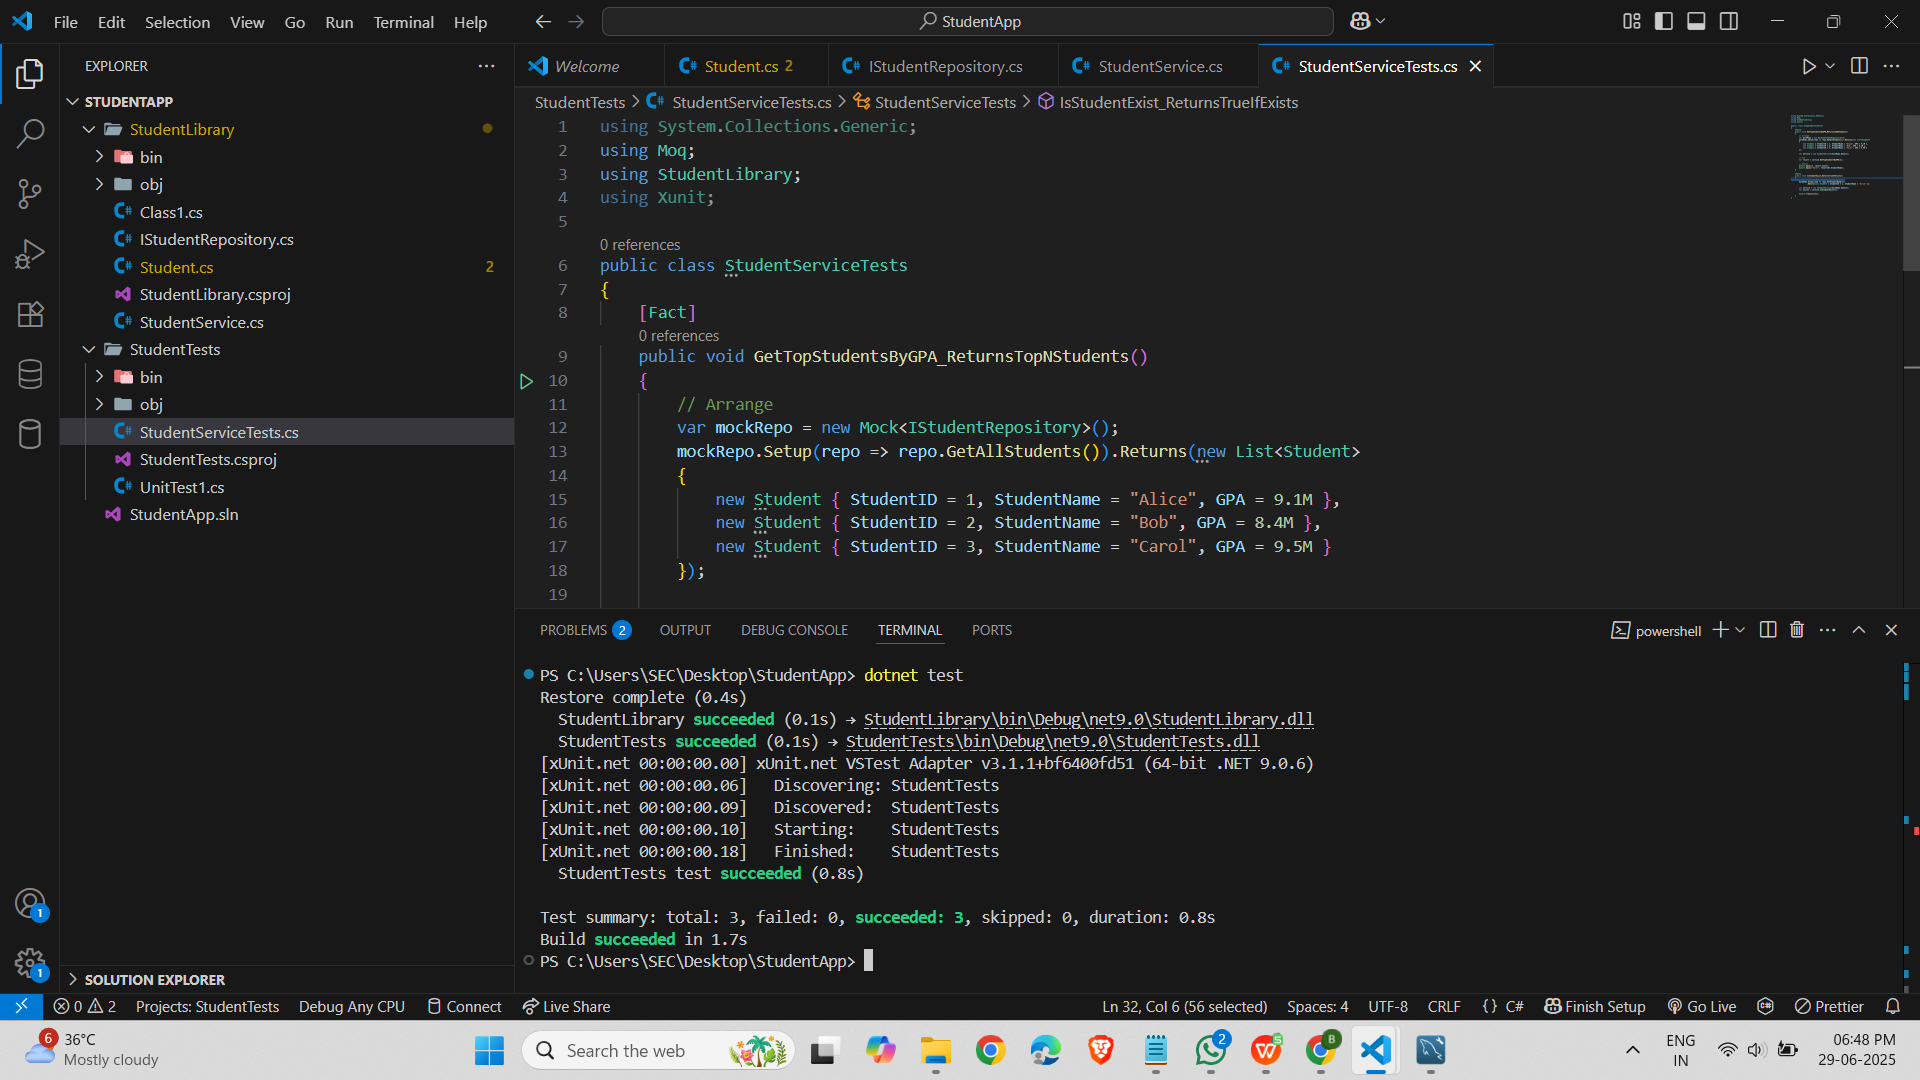 File Edit Selection View Go Run Terminal Help
StudentApp
EXPLORER
STUDENTAPP
StudentLibrary
bin
obj
Class1.cs
IStudentRepository.cs
Student.cs 2
StudentLibrary.csproj
StudentService.cs
StudentTests
bin
obj
StudentServiceTests.cs
StudentTests.csproj
UnitTest1.cs
StudentApp.sln
SOLUTION EXPLORER
Welcome Student.cs 2 IStudentRepository.cs StudentService.cs StudentServiceTests.cs
StudentTests > StudentServiceTests.cs > StudentServiceTests > IsStudentExist_ReturnsTrueIfExists
1 using System.Collections.Generic;
2 using Moq;
3 using StudentLibrary;
4 using Xunit;
5
0 references
6 public class StudentServiceTests
7 {
8 [Fact]
0 references
9 public void GetTopStudentsByGPA_ReturnsTopNStudents()
10 {
11 // Arrange
12 var mockRepo = new Mock<IStudentRepository>();
13 mockRepo.Setup(repo => repo.GetAllStudents()).Returns(new List<Student>
14 {
15 new Student { StudentID = 1, StudentName = "Alice", GPA = 9.1M },
16 new Student { StudentID = 2, StudentName = "Bob", GPA = 8.4M },
17 new Student { StudentID = 3, StudentName = "Carol", GPA = 9.5M }
18 });
19
PROBLEMS 2 OUTPUT DEBUG CONSOLE TERMINAL PORTS
powershell
PS C:\Users\SEC\Desktop\StudentApp> dotnet test
Restore complete (0.4s)
StudentLibrary succeeded (0.1s) → StudentLibrary\bin\Debug\net9.0\StudentLibrary.dll
StudentTests succeeded (0.1s) → StudentTests\bin\Debug\net9.0\StudentTests.dll
[xUnit.net 00:00:00.00] xUnit.net VSTest Adapter v3.1.1+bf6400fd51 (64-bit .NET 9.0.6)
[xUnit.net 00:00:00.06] Discovering: StudentTests
[xUnit.net 00:00:00.09] Discovered: StudentTests
[xUnit.net 00:00:00.10] Starting: StudentTests
[xUnit.net 00:00:00.18] Finished: StudentTests
StudentTests test succeeded (0.8s)
Test summary: total: 3, failed: 0, succeeded: 3, skipped: 0, duration: 0.8s
Build succeeded in 1.7s
PS C:\Users\SEC\Desktop\StudentApp>
1
1
0 2 Projects: StudentTests Debug Any CPU Connect Live Share Ln 32, Col 6 (56 selected) Spaces: 4 UTF-8 CRLF {} C# Finish Setup Go Live Prettier
6
36°C
Mostly cloudy
Search the web
2
S
B
ENG
IN
06:48 PM
29-06-2025